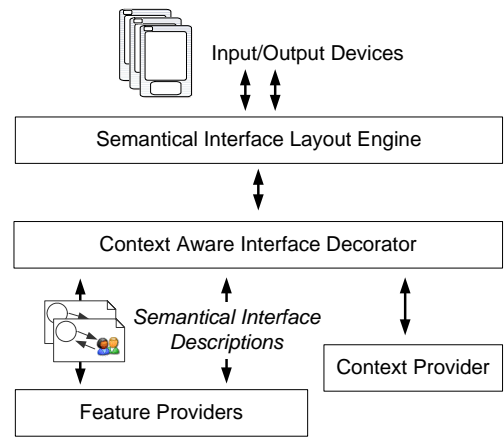 Input/Output Devices
Semantical Interface Layout Engine
Context Aware Interface Decorator
Semantical Interface
Descriptions
Context Provider
Feature Providers